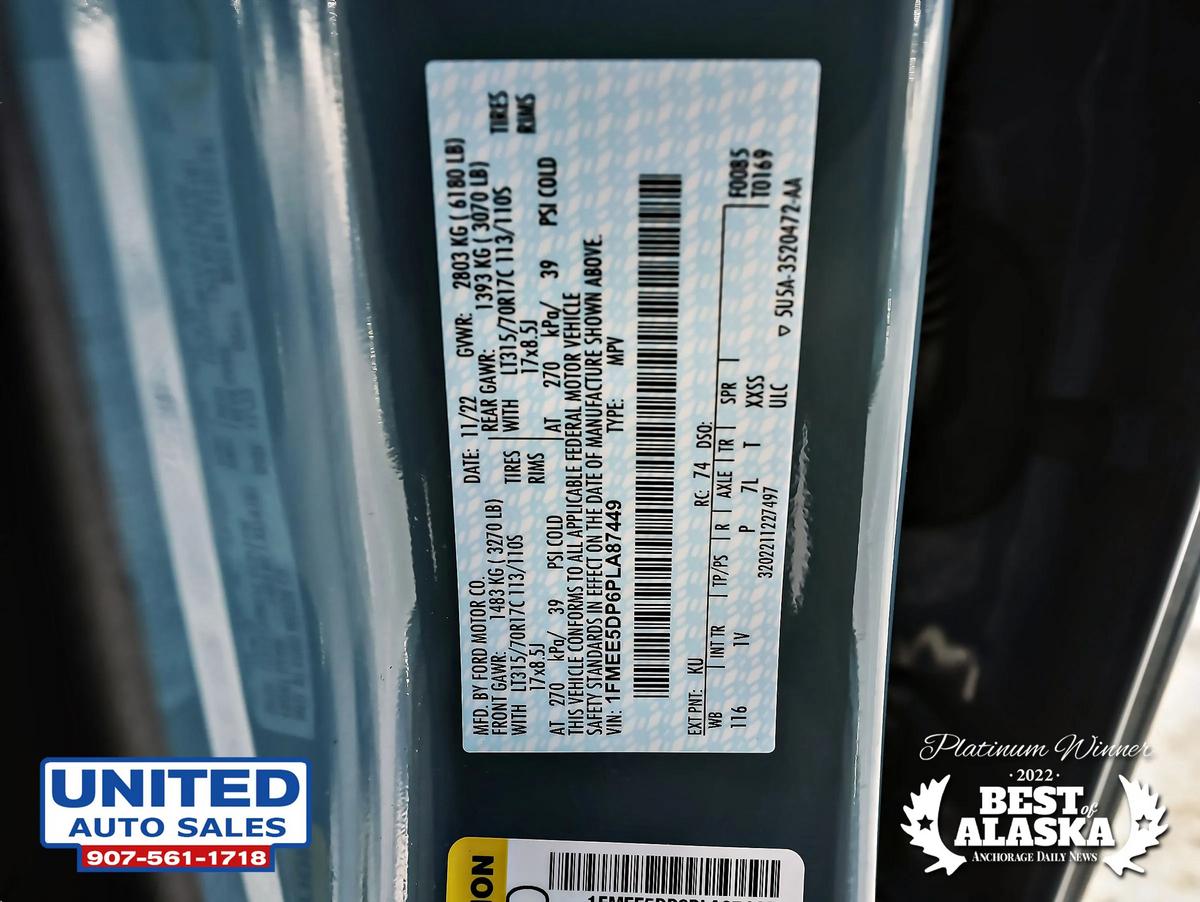 MFD. BY FORD MOTOR CO.
DATE: 11/22 GVWR: 2803 KG ( 6180 LB)
FRONT GAWR: 1483 KG ( 3270 LB) REAR GAWR: 1393 KG ( 3070 LB)
WITH LT315/70R17C 113/110S TIRES WITH LT315/70R17C 113/110S TIRES
17x8.5J RIMS 17x8.5J RIMS
AT 270 kPa/ 39 PSI COLD AT 270 kPa/ 39 PSI COLD
THIS VEHICLE CONFORMS TO ALL APPLICABLE FEDERAL MOTOR VEHICLE
SAFETY STANDARDS IN EFFECT ON THE DATE OF MANUFACTURE SHOWN ABOVE.
VIN: 1FMEE5DP6PLA87449 TYPE: MPV
F0085
T0169
EXT PNT: KU RC: 74 DSO:
WB INT TR TP/PS R AXLE TR SPR
116 1V P 7L T XXSS
3202211227497 ULC
▽ 5U5A-3520472-AA
UNITED
AUTO SALES
907-561-1718
Platinum Winner
·2022·
BEST of
ALASKA
ANCHORAGE DAILY NEWS